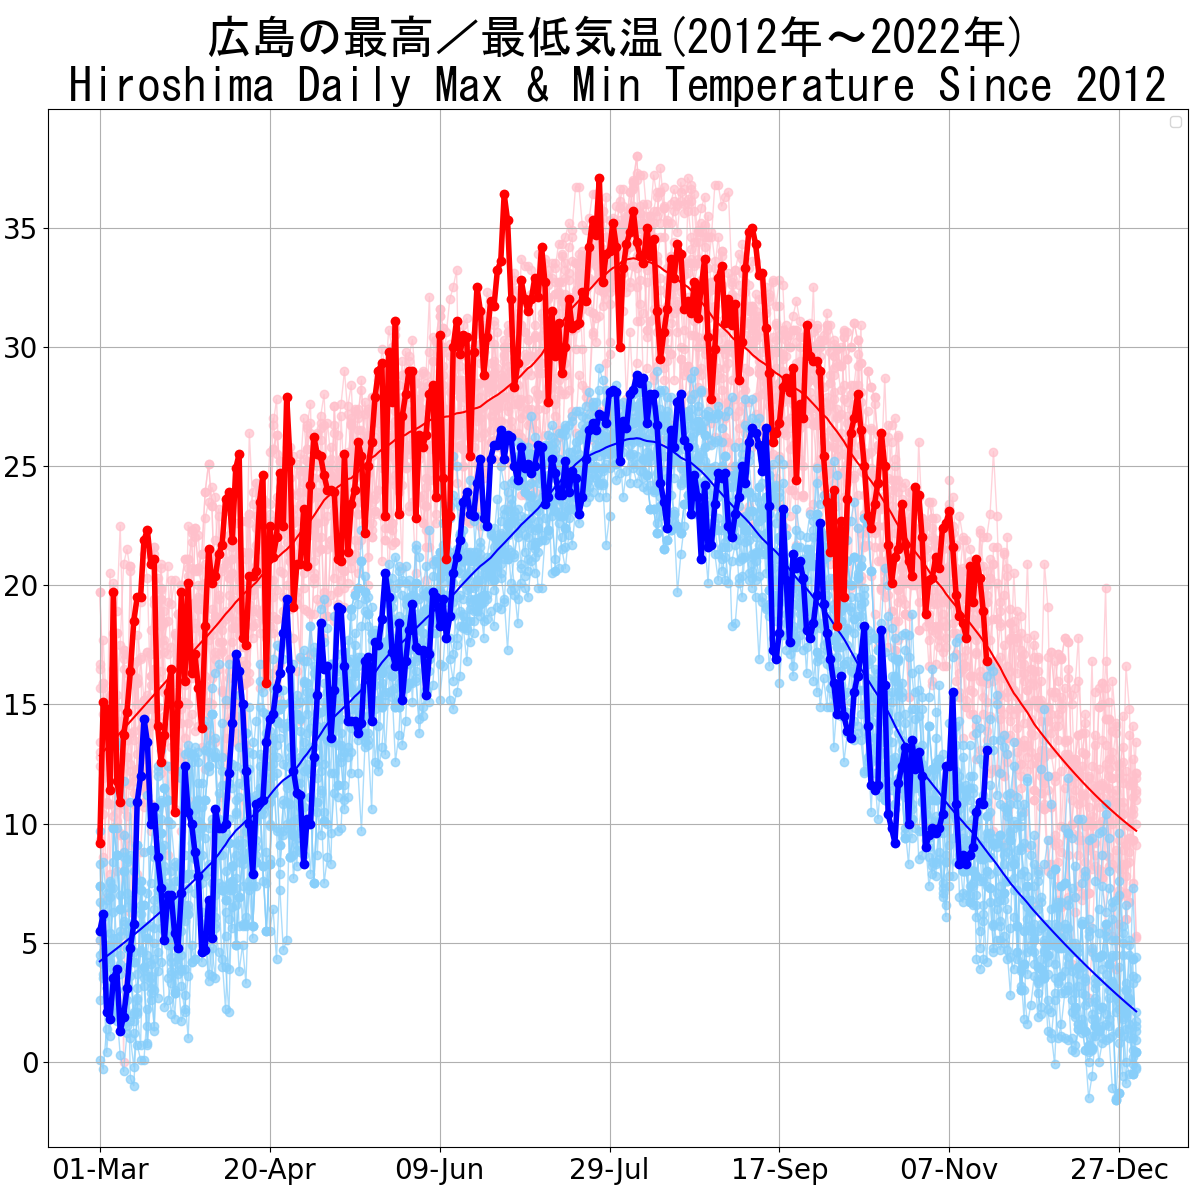 広島の最高／最低気温(2012年～2022年)
Hiroshima Daily Max & Min Temperature Since 2012
35
30
25
20
15
10
5
0
01-Mar 20-Apr 09-Jun 29-Jul 17-Sep 07-Nov 27-Dec